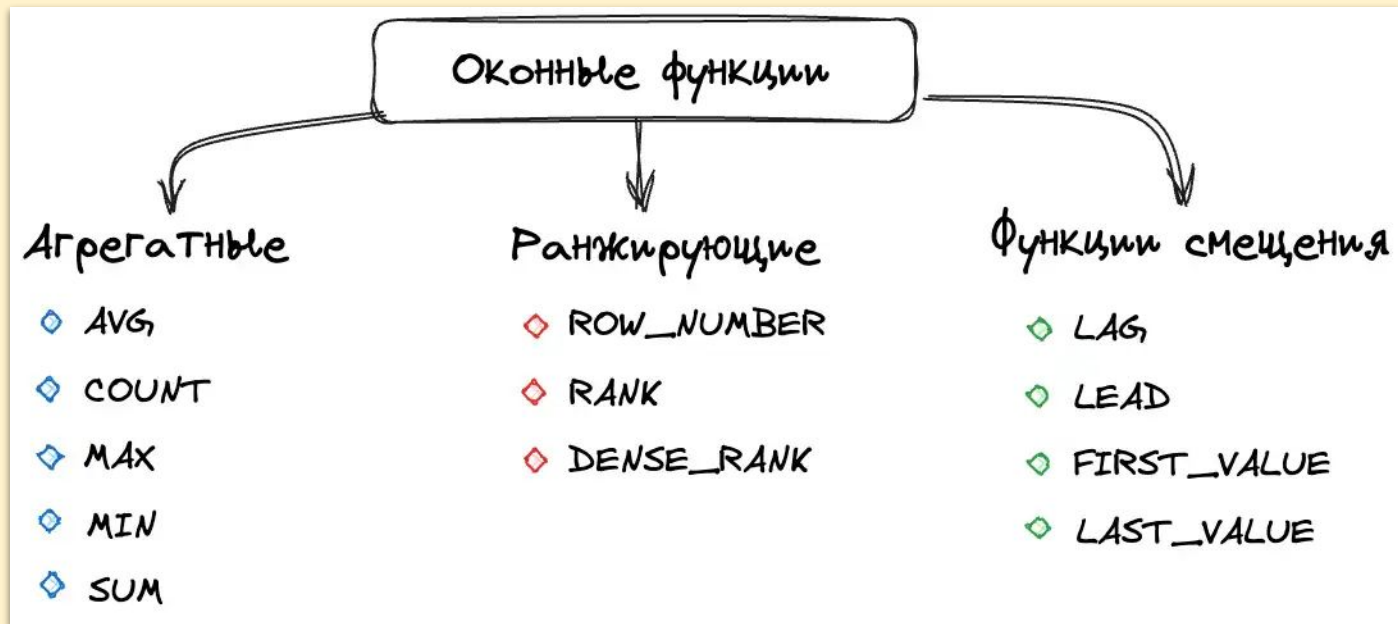 Оконные функции
Агрегатные
AVG
COUNT
MAX
MIN
SUM
Ранжирующие
ROW_NUMBER
RANK
DENSE_RANK
Функции смещения
LAG
LEAD
FIRST_VALUE
LAST_VALUE